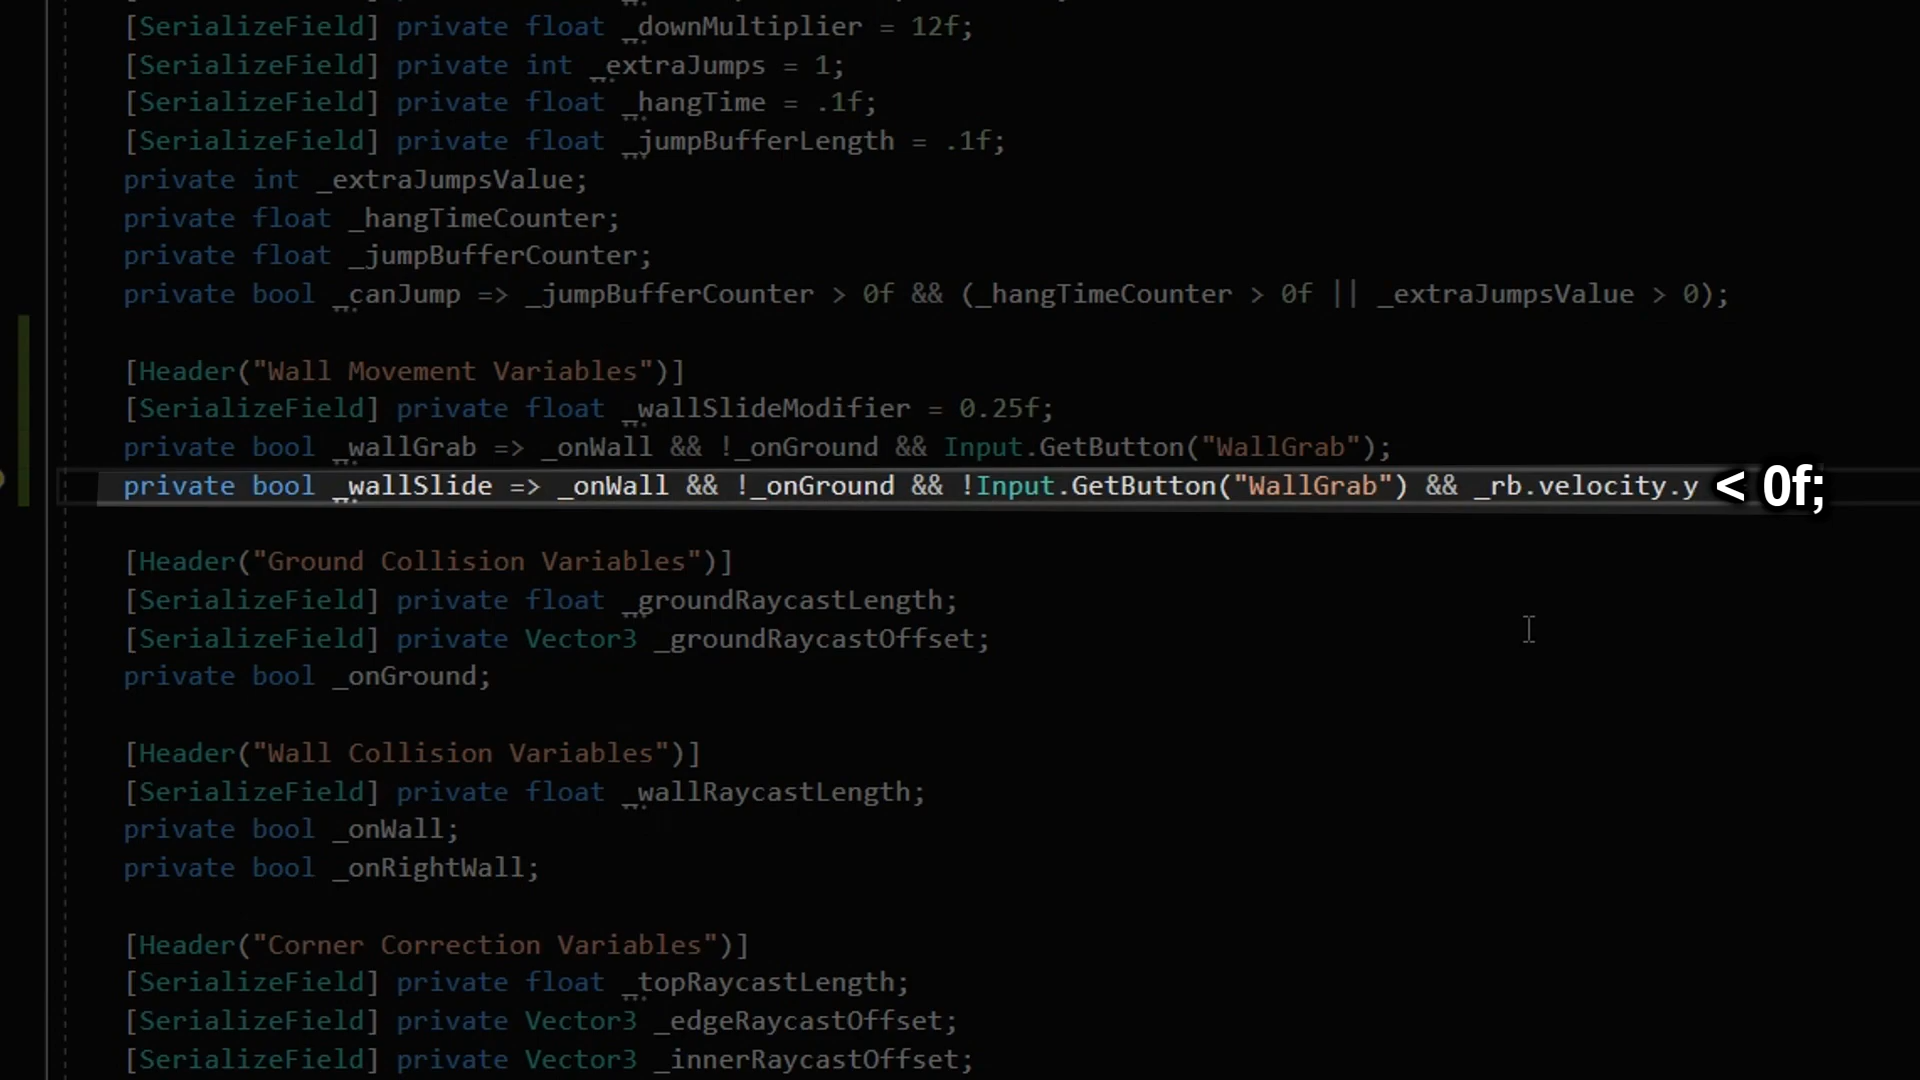 [SerializeField] private float _downMultiplier = 12f;
[SerializeField] private int _extraJumps = 1;
[SerializeField] private float _hangTime = .1f;
[SerializeField] private float _jumpBufferLength = .1f;
private int _extraJumpsValue;
private float _hangTimeCounter;
private float _jumpBufferCounter;
private bool _canJump => _jumpBufferCounter > 0f && (_hangTimeCounter > 0f || _extraJumpsValue > 0);
[Header("Wall Movement Variables")]
[SerializeField] private float _wallSlideModifier = 0.25f;
private bool _wallGrab => _onWall && !_onGround && Input.GetButton("WallGrab");
private bool _wallSlide => _onWall && !_onGround && !Input.GetButton("WallGrab") && _rb.velocity.y < 0f;
[Header("Ground Collision Variables")]
[SerializeField] private float _groundRaycastLength;
[SerializeField] private Vector3 _groundRaycastOffset;
private bool _onGround;
[Header("Wall Collision Variables")]
[SerializeField] private float _wallRaycastLength;
private bool _onWall;
private bool _onRightWall;
[Header("Corner Correction Variables")]
[SerializeField] private float _topRaycastLength;
[SerializeField] private Vector3 _edgeRaycastOffset;
[SerializeField] private Vector3 _innerRaycastOffset;